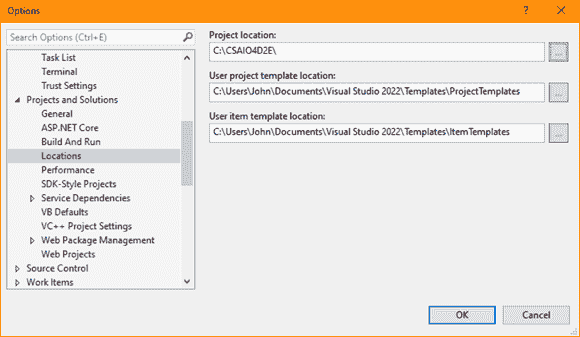 Options
?
Search Options (Ctrl+E)
Task List
Terminal
Trust Settings
Projects and Solutions
General
ASP.NET Core
Build And Run
Locations
Performance
SDK-Style Projects
Service Dependencies
VB Defaults
VC++ Project Settings
Web Package Management
Web Projects
Source Control
Work Items
Project location:
C:\CSAIO4D2E\
...
User project template location:
C:\Users\John\Documents\Visual Studio 2022\Templates\ProjectTemplates
...
User item template location:
C:\Users\John\Documents\Visual Studio 2022\Templates\ItemTemplates
...
OK
Cancel